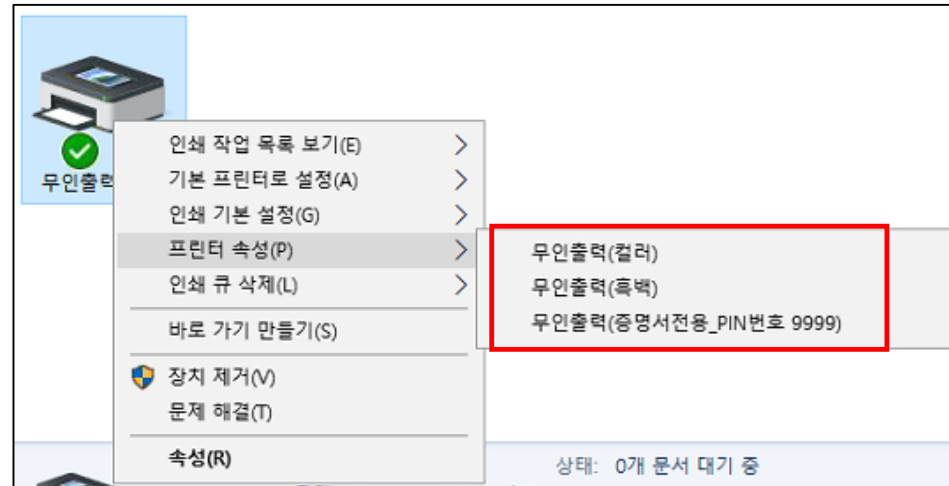 무인출력
인쇄 작업 목록 보기(E)
기본 프린터로 설정(A)
인쇄 기본 설정(G)
프린터 속성(P)
인쇄 큐 삭제(L)
바로 가기 만들기(S)
장치 제거(V)
문제 해결(T)
속성(R)
무인출력(컬러)
무인출력(흑백)
무인출력(증명서전용_PIN번호 9999)
상태: 0개 문서 대기 중